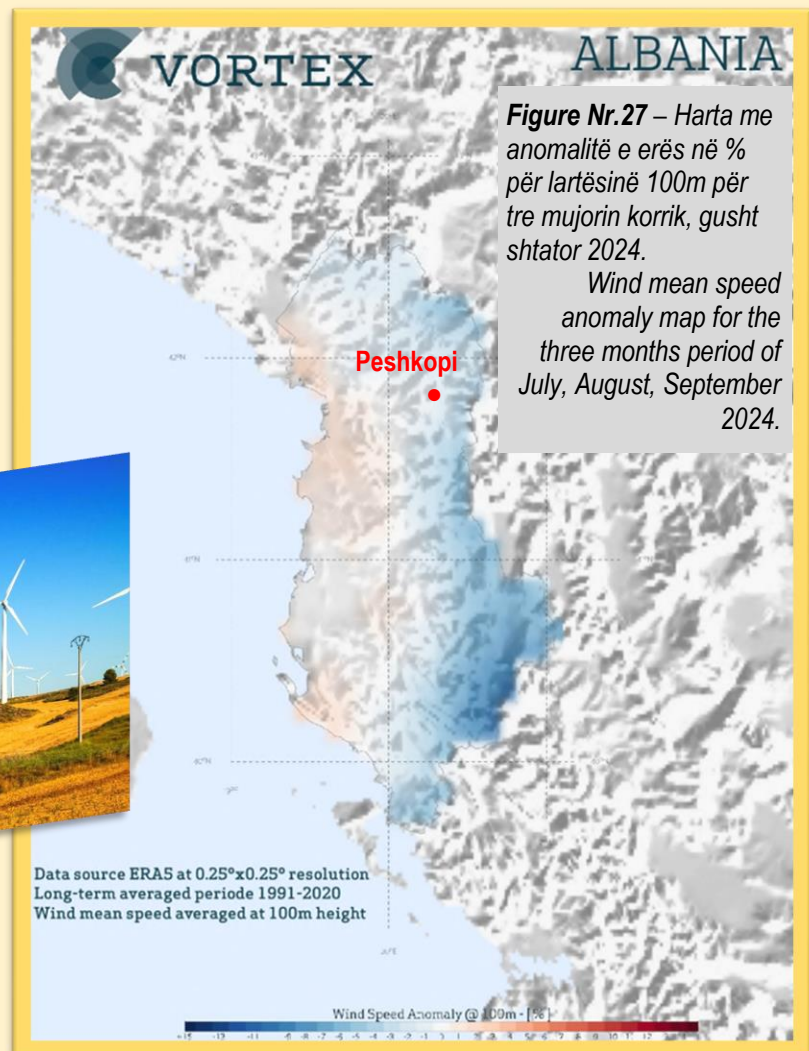 VORTEX
ALBANIA
Figure Nr.27 – Harta me
anomalitë e erës në %
për lartësinë 100m për
tre mujorin korrik, gusht
shtator 2024.
Wind mean speed
anomaly map for the
three months period of
July, August, September
2024.
42°N
Peshkopi
Data source ERA5 at 0.25°x0.25° resolution
Long-term averaged periode 1991-2020
Wind mean speed averaged at 100m height
Wind Speed Anomaly @ 100m - [%]